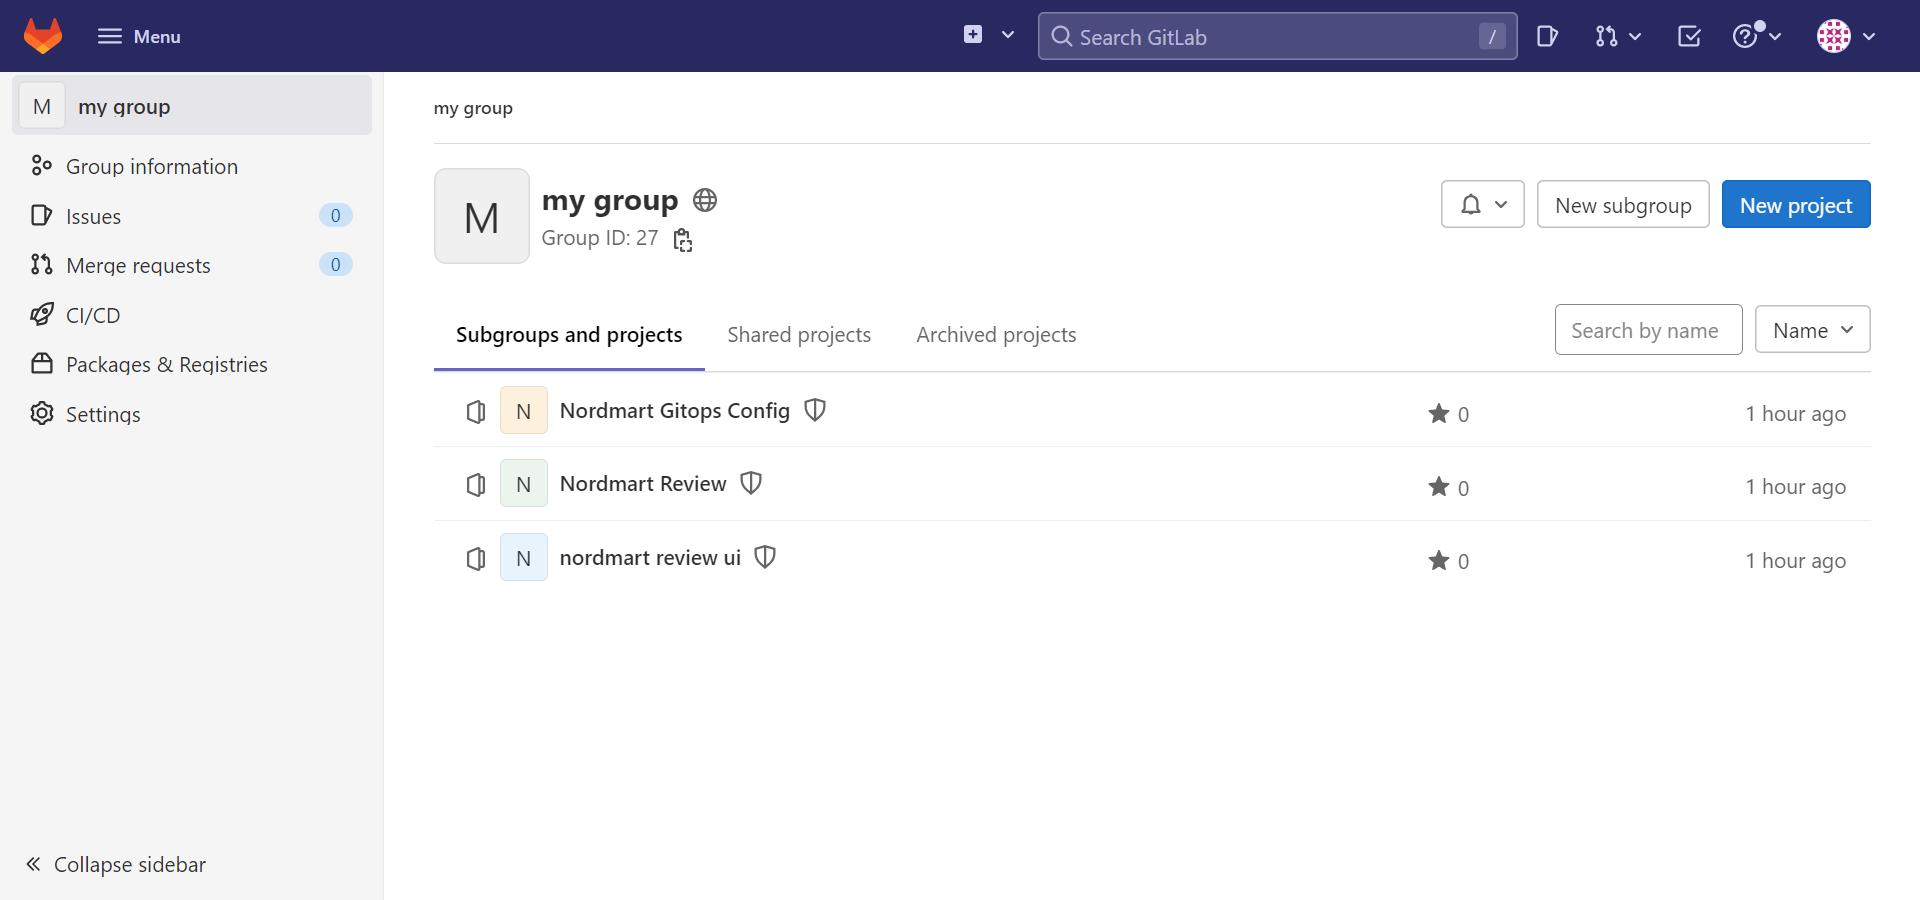 Menu
Search GitLab
/
M
my group
Group information
Issues
0
Merge requests
0
CI/CD
Packages & Registries
Settings
Collapse sidebar
my group
M
my group
Group ID: 27
New subgroup
New project
Subgroups and projects
Shared projects
Archived projects
Search by name
Name
N
Nordmart Gitops Config
0
1 hour ago
N
Nordmart Review
0
1 hour ago
N
nordmart review ui
0
1 hour ago